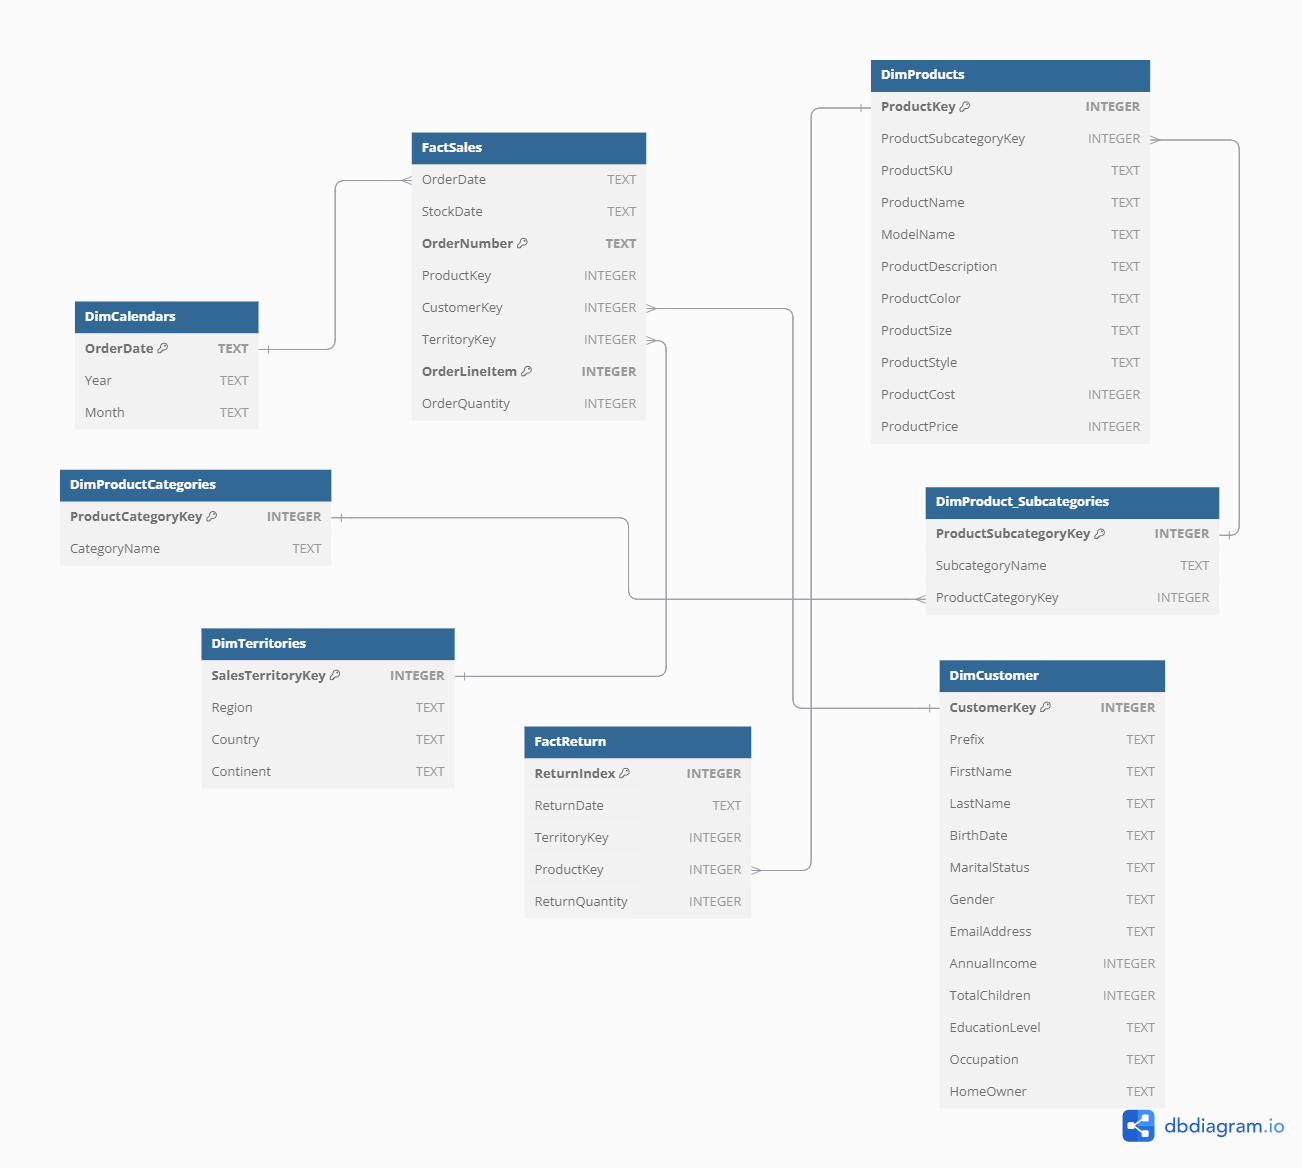 DimProducts
ProductKey INTEGER
ProductSubcategoryKey INTEGER
ProductSKU TEXT
ProductName TEXT
ModelName TEXT
ProductDescription TEXT
ProductColor TEXT
ProductSize TEXT
ProductStyle TEXT
ProductCost INTEGER
ProductPrice INTEGER
FactSales
OrderDate TEXT
StockDate TEXT
OrderNumber TEXT
ProductKey INTEGER
CustomerKey INTEGER
TerritoryKey INTEGER
OrderLineItem INTEGER
OrderQuantity INTEGER
DimCalendars
OrderDate TEXT
Year TEXT
Month TEXT
DimProductCategories
ProductCategoryKey INTEGER
CategoryName TEXT
DimProduct_Subcategories
ProductSubcategoryKey INTEGER
SubcategoryName TEXT
ProductCategoryKey INTEGER
DimTerritories
SalesTerritoryKey INTEGER
Region TEXT
Country TEXT
Continent TEXT
FactReturn
ReturnIndex INTEGER
ReturnDate TEXT
TerritoryKey INTEGER
ProductKey INTEGER
ReturnQuantity INTEGER
DimCustomer
CustomerKey INTEGER
Prefix TEXT
FirstName TEXT
LastName TEXT
BirthDate TEXT
MaritalStatus TEXT
Gender TEXT
EmailAddress TEXT
AnnualIncome INTEGER
TotalChildren INTEGER
EducationLevel TEXT
Occupation TEXT
HomeOwner TEXT
dbdiagram.io